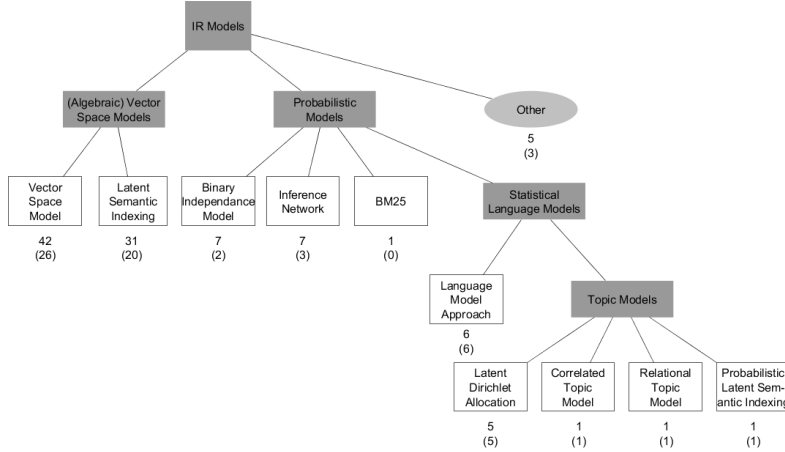 IR Models
(Algebraic) Vector
Space Models
Probabilistic
Models
Other
5
(3)
Vector
Space
Model
42
(26)
Latent
Semantic
Indexing
31
(20)
Binary
Independance
Model
7
(2)
Inference
Network
7
(3)
BM25
1
(0)
Statistical
Language Models
Language
Model
Approach
6
(6)
Topic Models
Latent
Dirichlet
Allocation
5
(5)
Correlated
Topic
Model
1
(1)
Relational
Topic
Model
1
(1)
Probabilistic
Latent Sem-
antic Indexing
1
(1)